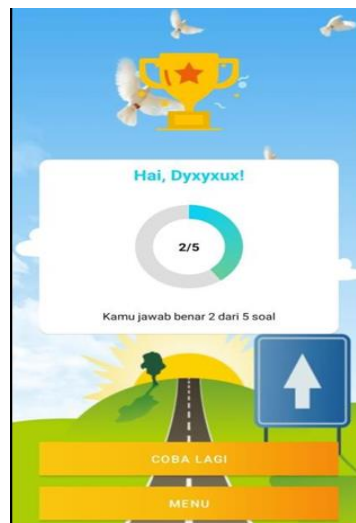 Hai, Dyxyxux!
2/5
Kamu jawab benar 2 dari 5 soal
COBA LAGI
MENU